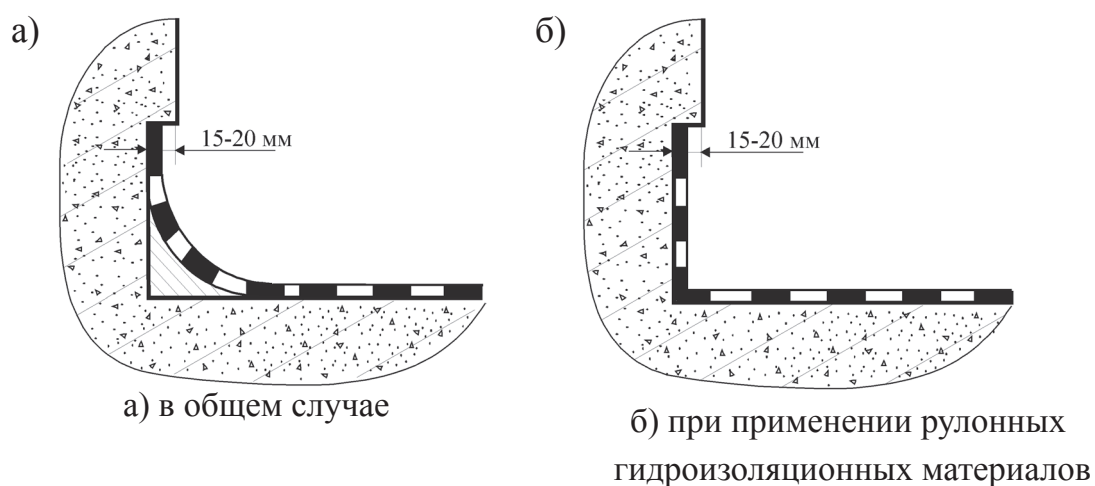 а)
б)
15-20 мм
15-20 мм
а) в общем случае
б) при применении рулонных
гидроизоляционных материалов